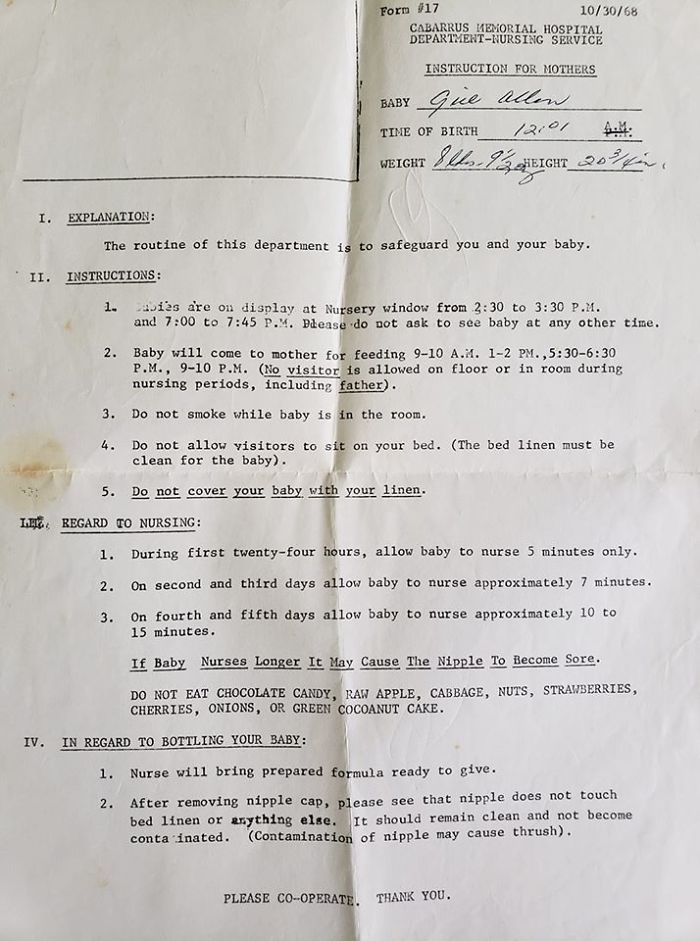 Form #17 10/30/68
CABARRUS MEMORIAL HOSPITAL
DEPARTMENT-NURSING SERVICE
INSTRUCTION FOR MOTHERS
BABY Girl Allen
TIME OF BIRTH 12:01 A.M.
WEIGHT 8 lbs. 9 1/2 oz HEIGHT 20 3/4 in.
I. EXPLANATION:
The routine of this department is to safeguard you and your baby.
II. INSTRUCTIONS:
1. Babies are on display at Nursery window from 2:30 to 3:30 P.M.
and 7:00 to 7:45 P.M. Please do not ask to see baby at any other time.
2. Baby will come to mother for feeding 9-10 A.M. 1-2 PM.,5:30-6:30
P.M., 9-10 P.M. (No visitor is allowed on floor or in room during
nursing periods, including father).
3. Do not smoke while baby is in the room.
4. Do not allow visitors to sit on your bed. (The bed linen must be
clean for the baby).
5. Do not cover your baby with your linen.
III. REGARD TO NURSING:
1. During first twenty-four hours, allow baby to nurse 5 minutes only.
2. On second and third days allow baby to nurse approximately 7 minutes.
3. On fourth and fifth days allow baby to nurse approximately 10 to
15 minutes.
If Baby Nurses Longer It May Cause The Nipple To Become Sore.
DO NOT EAT CHOCOLATE CANDY, RAW APPLE, CABBAGE, NUTS, STRAWBERRIES,
CHERRIES, ONIONS, OR GREEN COCOANUT CAKE.
IV. IN REGARD TO BOTTLING YOUR BABY:
1. Nurse will bring prepared formula ready to give.
2. After removing nipple cap, please see that nipple does not touch
bed linen or anything else. It should remain clean and not become
contaminated. (Contamination of nipple may cause thrush).
PLEASE CO-OPERATE. THANK YOU.